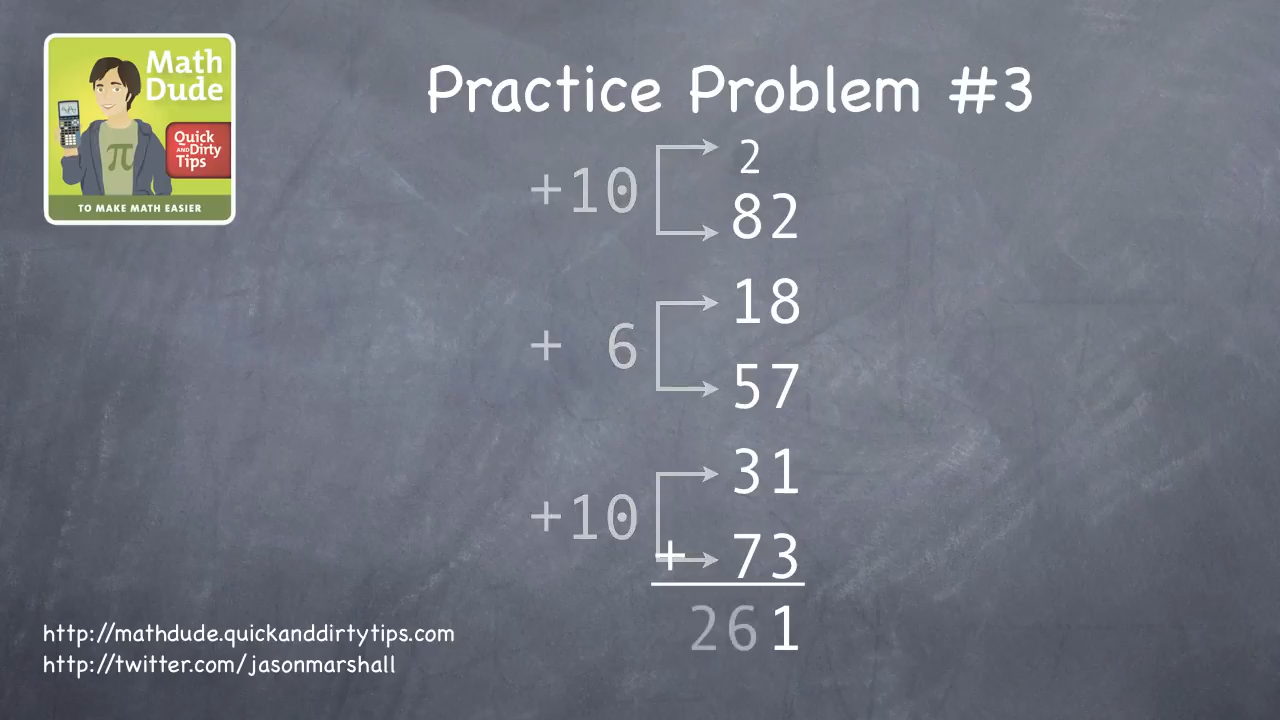 Math
Dude
Quick
AND Dirty
Tips
π
TO MAKE MATH EASIER
Practice Problem #3
2
+10
82
18
+ 6
57
31
+10
+ 73
261
http://mathdude.quickanddirtytips.com
http://twitter.com/jasonmarshall